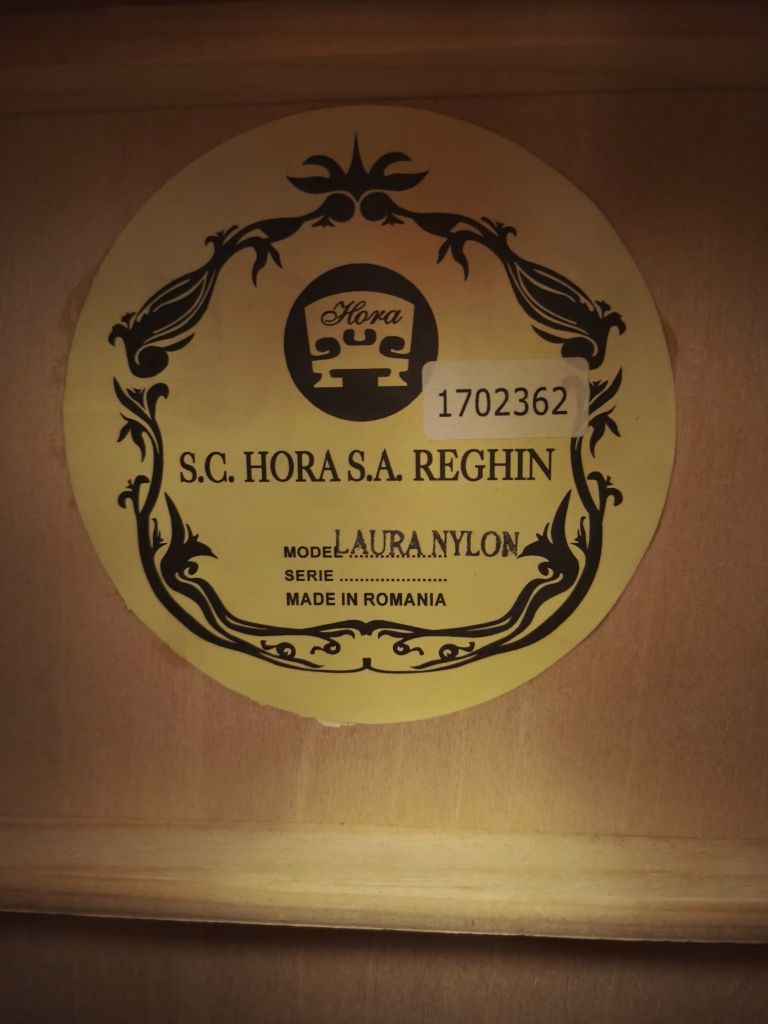 Hora
1702362
S.C. HORA S.A. REGHIN
MODEL LAURA NYLON
SERIE .....................
MADE IN ROMANIA